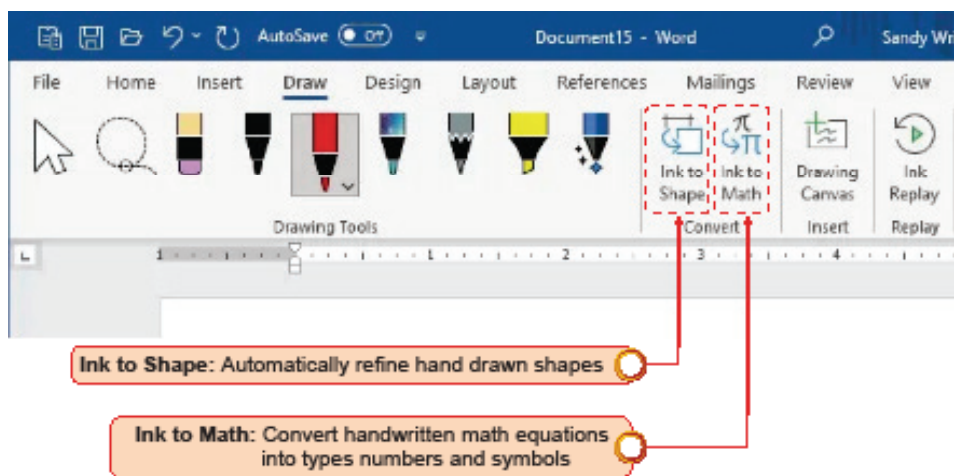 AutoSave Off Document15 - Word Sandy Wri
File Home Insert Draw Design Layout References Mailings Review View
Ink to Shape
Ink to Math
Drawing Canvas
Ink Replay
Drawing Tools Convert Insert Replay
1 1 2 3 4
Ink to Shape: Automatically refine hand drawn shapes
Ink to Math: Convert handwritten math equations
into types numbers and symbols